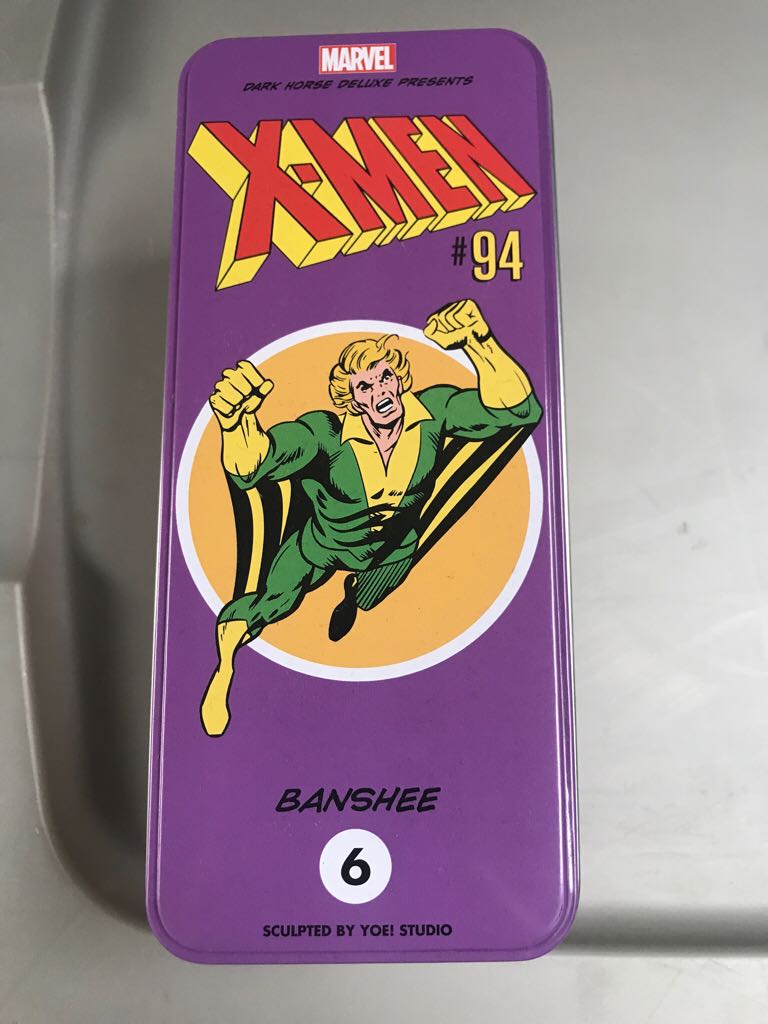 MARVEL
DARK HORSE DELUXE PRESENTS
X-MEN
#94
BANSHEE
6
SCULPTED BY YOE! STUDIO